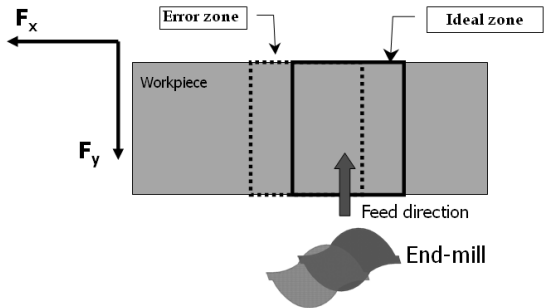 Fx
Error zone
Ideal zone
Workpiece
Fy
Feed direction
End-mill